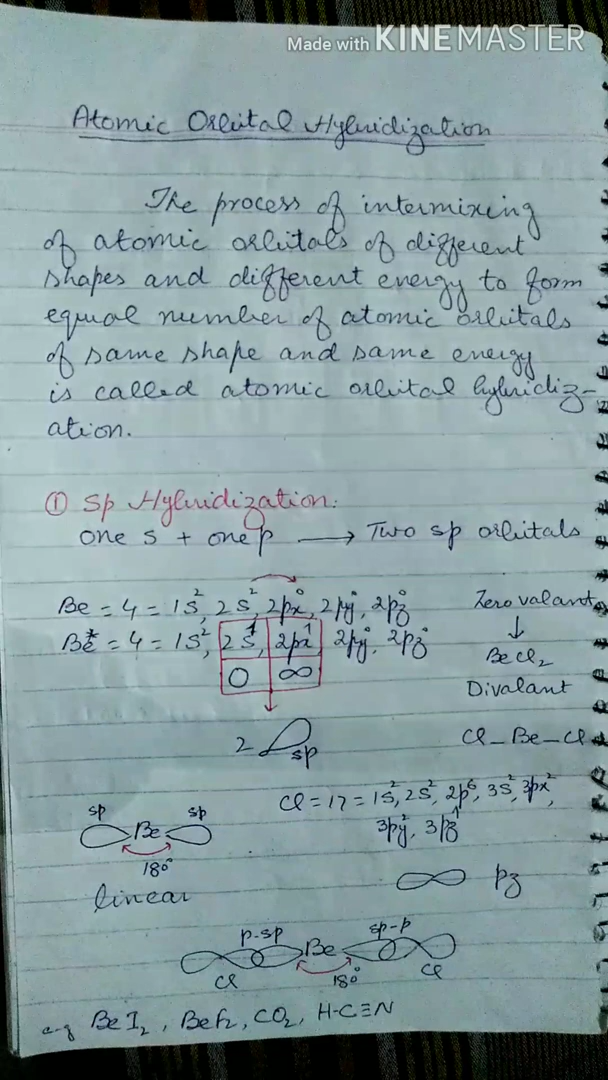 Made with KINEMASTER
Atomic Orbital Hybridization
The process of intermixing
of atomic orbitals of different
shapes and different energy to form
equal number of atomic orbitals
of same shape and same energy
is called atomic orbital hybridiz-
ation.
① Sp Hybridization:
one s + one p ⟶ Two sp orbitals
Be = 4 = 1S², 2S², 2px⁰, 2py⁰, 2pz⁰
Zero valant
Be* = 4 = 1S², 2S¹, 2px¹, 2py⁰, 2pz⁰
↓
BeCl₂
Divalant
2 sp
Cl – Be – Cl
Cl = 17 = 1S², 2S², 2p⁶, 3S², 3px²,
3py², 3pz¹
sp Be sp
180°
linear
pz
p-sp Be sp-p
Cl 180° Cl
e.g BeI₂, BeF₂, CO₂, H-C≡N